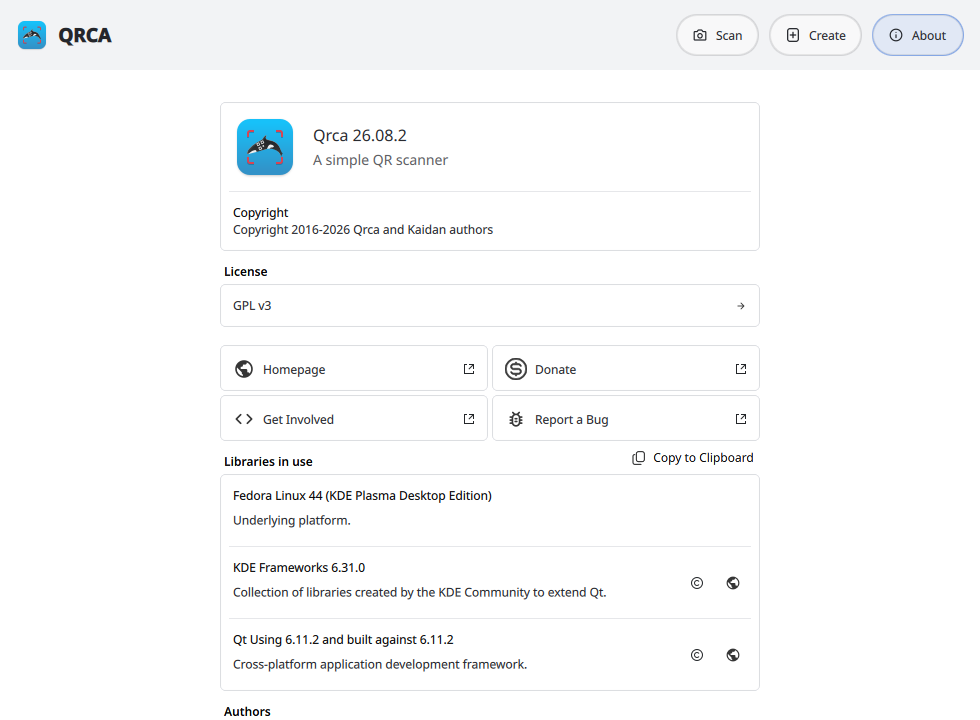 QRCA
Scan
Create
About
Qrca 26.08.2
A simple QR scanner
Copyright
Copyright 2016-2026 Qrca and Kaidan authors
License
GPL v3
Homepage
Donate
Get Involved
Report a Bug
Libraries in use
Copy to Clipboard
Fedora Linux 44 (KDE Plasma Desktop Edition)
Underlying platform.
KDE Frameworks 6.31.0
Collection of libraries created by the KDE Community to extend Qt.
Qt Using 6.11.2 and built against 6.11.2
Cross-platform application development framework.
Authors